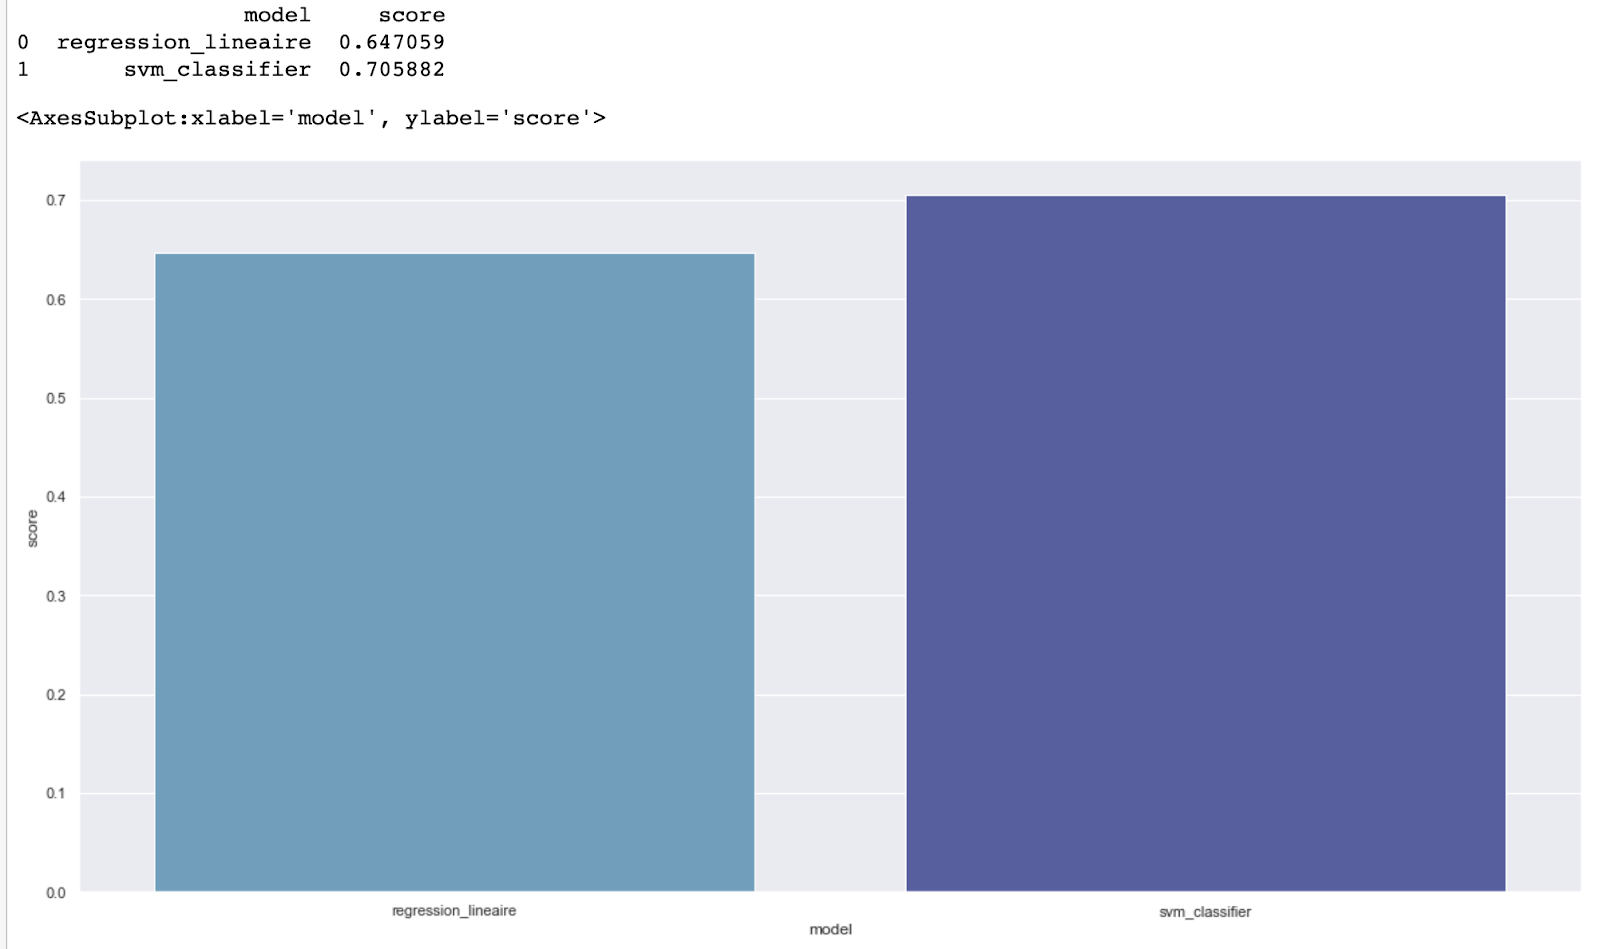 model score
0 regression_lineaire 0.647059
1 svm_classifier 0.705882
<AxesSubplot:xlabel='model', ylabel='score'>
0.7
0.6
0.5
0.4
0.3
0.2
0.1
0.0
score
regression_lineaire svm_classifier
model